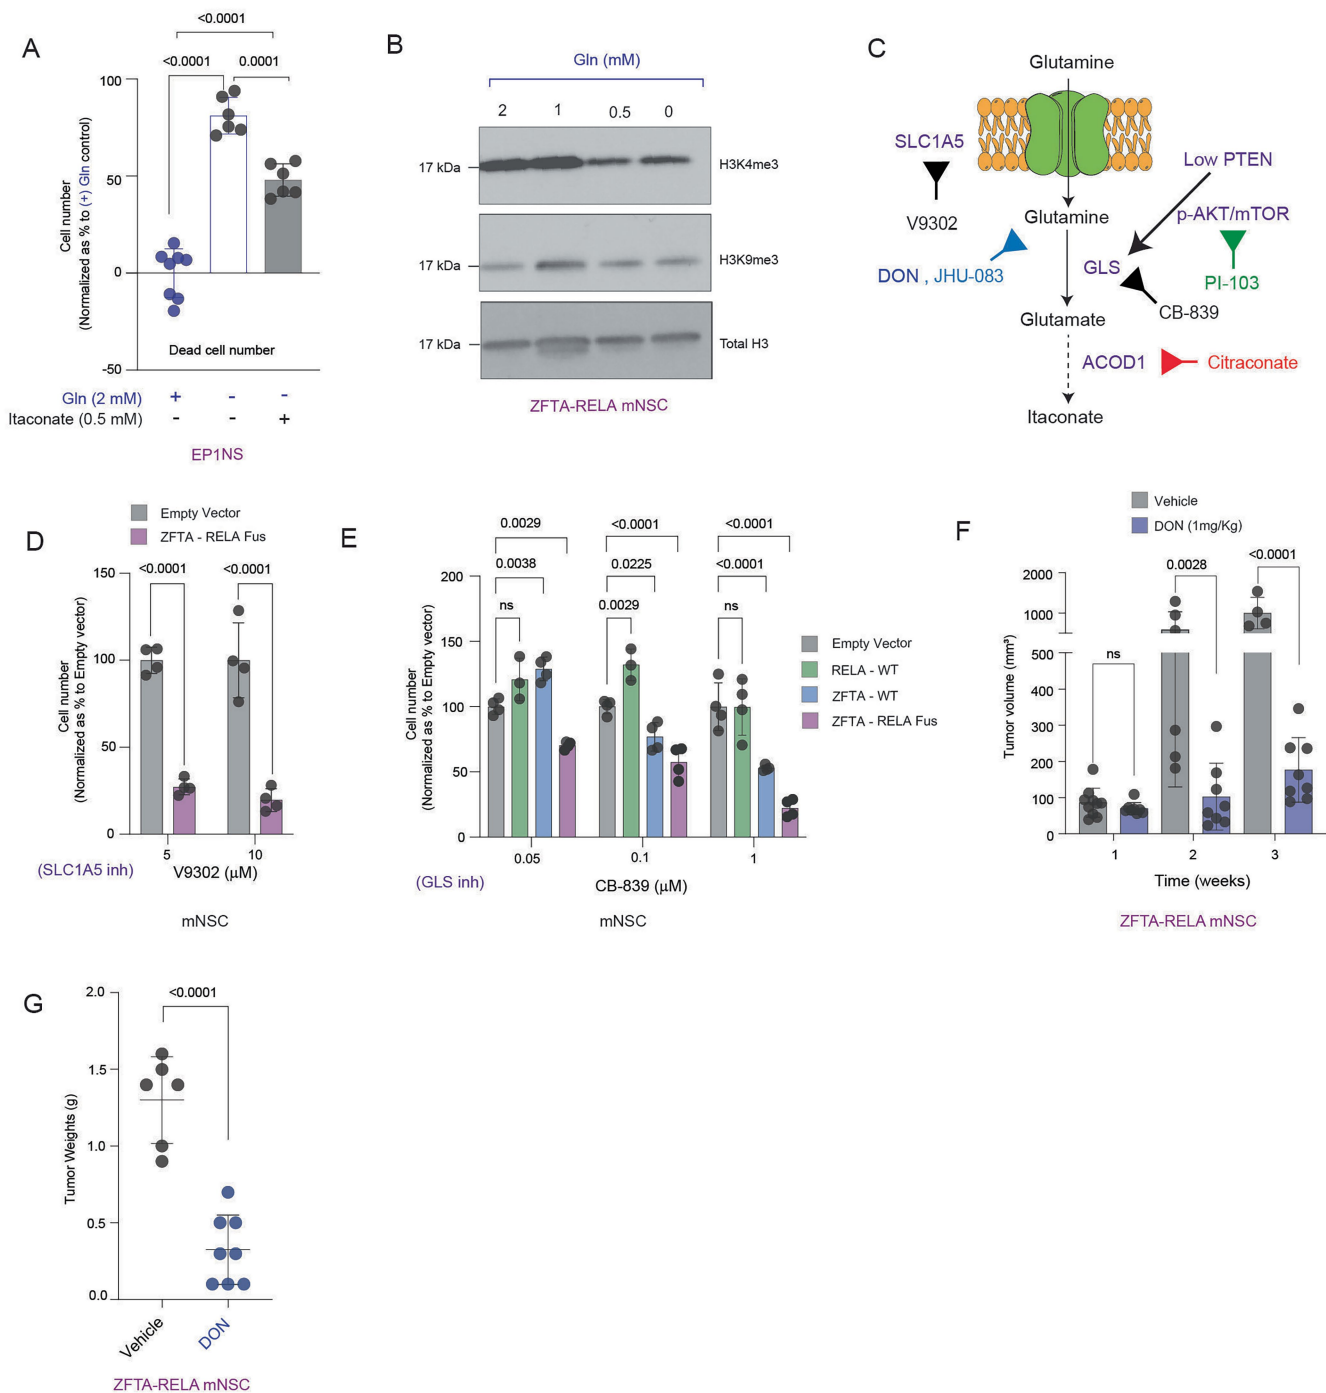 A
<0.0001
<0.0001
0.0001
100
50
0
-50
Cell number
(Normalized as % to (+) Gln control)
Dead cell number
Gln (2 mM) + - -
Itaconate (0.5 mM) - - +
EP1NS
B
Gln (mM)
2 1 0.5 0
17 kDa H3K4me3
17 kDa H3K9me3
17 kDa Total H3
ZFTA-RELA mNSC
C
Glutamine
SLC1A5
Low PTEN
V9302
Glutamine
p-AKT/mTOR
DON , JHU-083
GLS
PI-103
CB-839
Glutamate
ACOD1
Citraconate
Itaconate
D
Empty Vector
ZFTA - RELA Fus
<0.0001 <0.0001
150
100
50
0
Cell number
(Normalized as % to Empty vector)
5 10
(SLC1A5 inh) V9302 (µM)
mNSC
E
0.0029 <0.0001 <0.0001
0.0038 0.0225 <0.0001
ns 0.0029 ns
200
150
100
50
0
Cell number
(Normalized as % to Empty vector)
Empty Vector
RELA - WT
ZFTA - WT
ZFTA - RELA Fus
0.05 0.1 1
(GLS inh) CB-839 (µM)
mNSC
F
Vehicle
DON (1mg/Kg)
ns 0.0028 <0.0001
2000
1000
500
400
300
200
100
0
Tumor volume (mm³)
1 2 3
Time (weeks)
ZFTA-RELA mNSC
G
<0.0001
2.0
1.5
1.0
0.5
0.0
Tumor Weights (g)
Vehicle DON
ZFTA-RELA mNSC